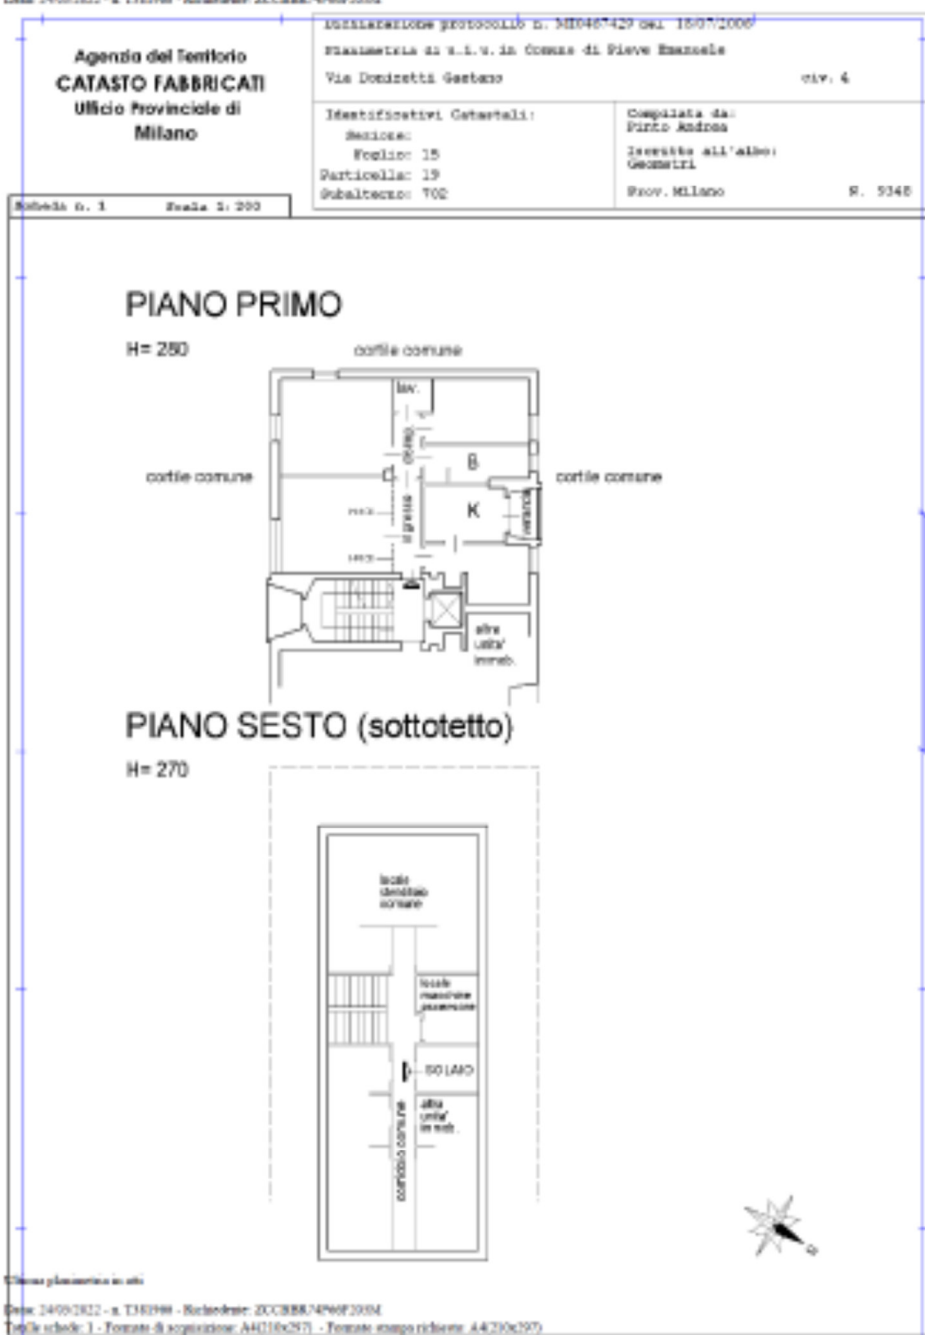 Dichiarazione protocollo n. MI0467429 del 18/07/2006
Agenzia del Territorio
CATASTO FABBRICATI
Ufficio Provinciale di
Milano
Planimetria di u.i.u. in Comune di Pieve Emanuele
Via Donizetti Gaetano civ. 4
Identificativi Catastali:
Sezione:
Foglio: 15
Particella: 19
Subalterno: 702
Compilata da:
Pinto Andrea
Iscritto all'albo:
Geometri
Prov. Milano N. 9348
Scheda n. 1 Scala 1:200
PIANO PRIMO
H= 280
cortile comune
lav.
disimp.
cortile comune
B
cortile comune
K
ingresso
veranda
altra
unita'
immob.
PIANO SESTO (sottotetto)
H= 270
locale
stenditoio
comune
locale
macchine
ascensore
SOLAIO
altra
unita'
immob.
corridoio comune
Ultima planimetria in atti
Data: 24/03/2022 - n. - Richiedente:
Totale schede: 1 - Formato di acquisizione: A4(210x297) - Formato stampa richiesto: A4(210x297)